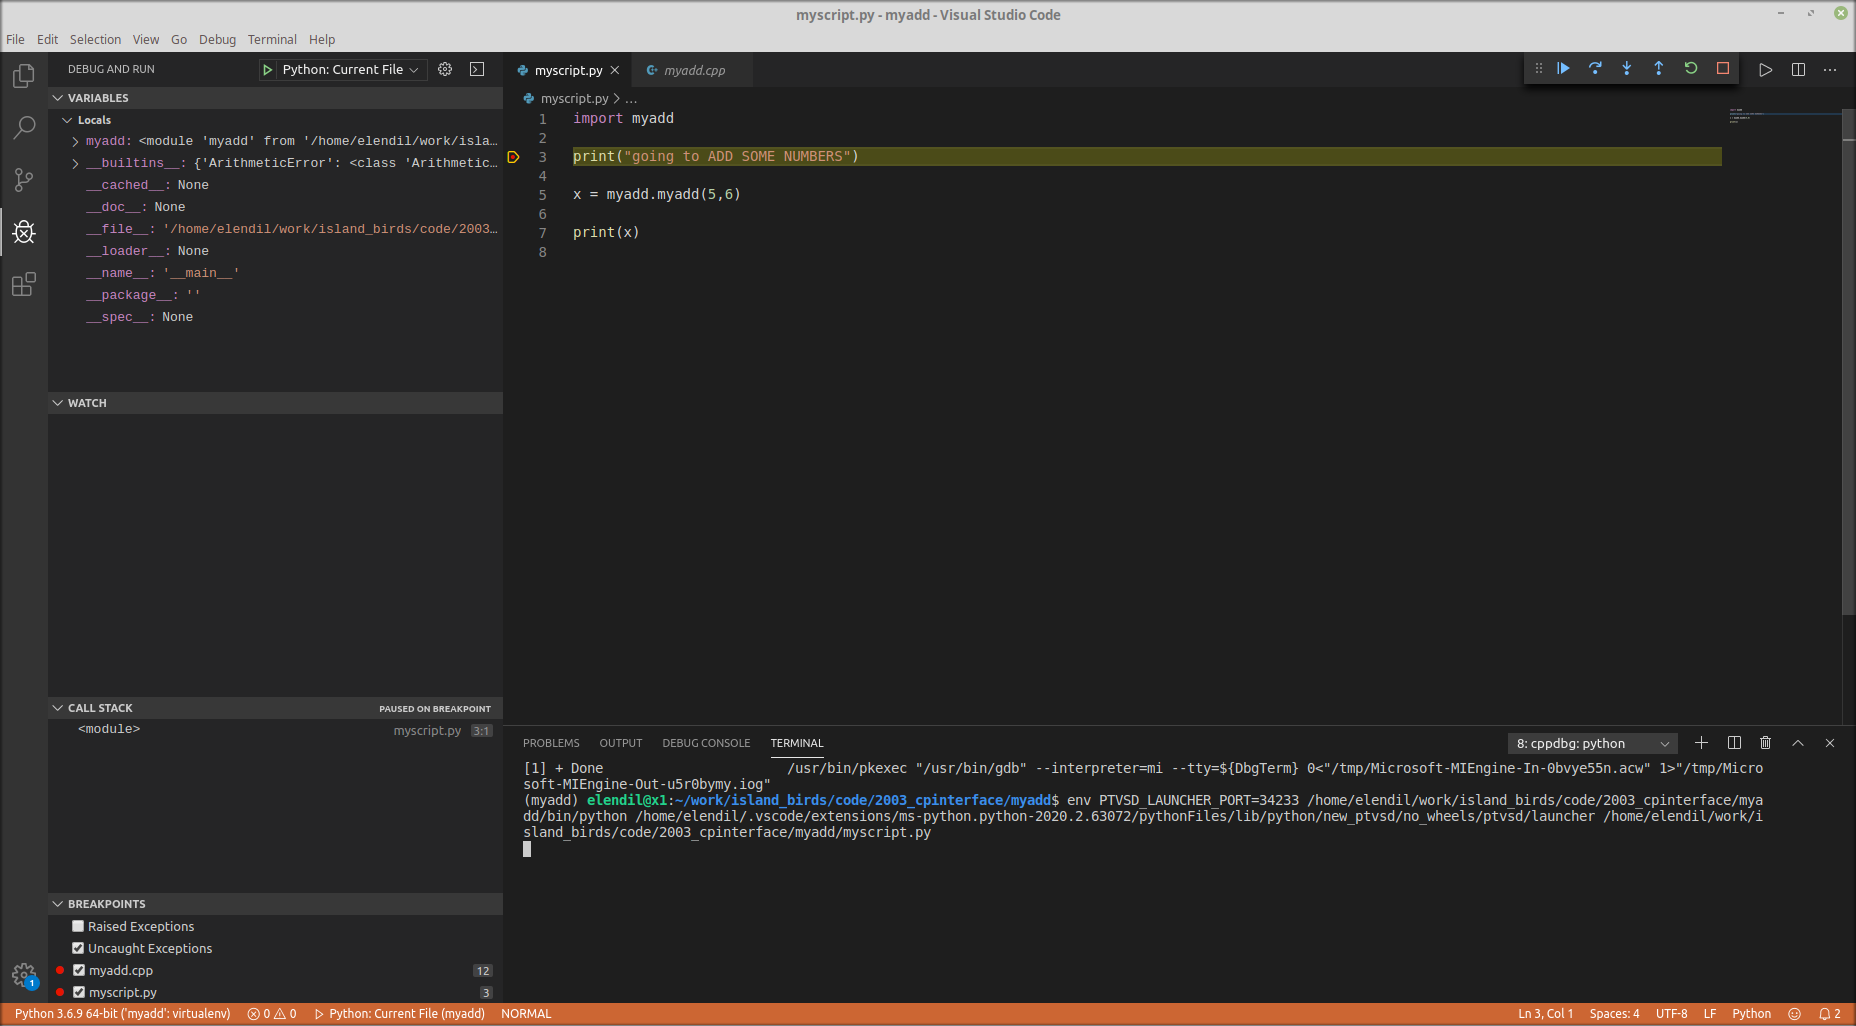 myscript.py - myadd - Visual Studio Code
File Edit Selection View Go Debug Terminal Help
DEBUG AND RUN
Python: Current File
VARIABLES
Locals
myadd: <module 'myadd' from '/home/elendil/work/isla…
__builtins__: {'ArithmeticError': <class 'Arithmetic…
__cached__: None
__doc__: None
__file__: '/home/elendil/work/island_birds/code/2003…
__loader__: None
__name__: '__main__'
__package__: ''
__spec__: None
WATCH
CALL STACK
PAUSED ON BREAKPOINT
<module>
myscript.py 3:1
BREAKPOINTS
Raised Exceptions
Uncaught Exceptions
myadd.cpp 12
myscript.py 3
myscript.py
myadd.cpp
myscript.py > ...
1 import myadd
2
3 print("going to ADD SOME NUMBERS")
4
5 x = myadd.myadd(5,6)
6
7 print(x)
8
PROBLEMS OUTPUT DEBUG CONSOLE TERMINAL
8: cppdbg: python
[1] + Done /usr/bin/pkexec "/usr/bin/gdb" --interpreter=mi --tty=${DbgTerm} 0<"/tmp/Microsoft-MIEngine-In-0bvye55n.acw" 1>"/tmp/Micro
soft-MIEngine-Out-u5r0bymy.iog"
(myadd) elendil@x1:~/work/island_birds/code/2003_cpinterface/myadd$ env PTVSD_LAUNCHER_PORT=34233 /home/elendil/work/island_birds/code/2003_cpinterface/mya
dd/bin/python /home/elendil/.vscode/extensions/ms-python.python-2020.2.63072/pythonFiles/lib/python/new_ptvsd/no_wheels/ptvsd/launcher /home/elendil/work/i
sland_birds/code/2003_cpinterface/myadd/myscript.py
1
Python 3.6.9 64-bit ('myadd': virtualenv) 0 0 Python: Current File (myadd) NORMAL
Ln 3, Col 1 Spaces: 4 UTF-8 LF Python 2